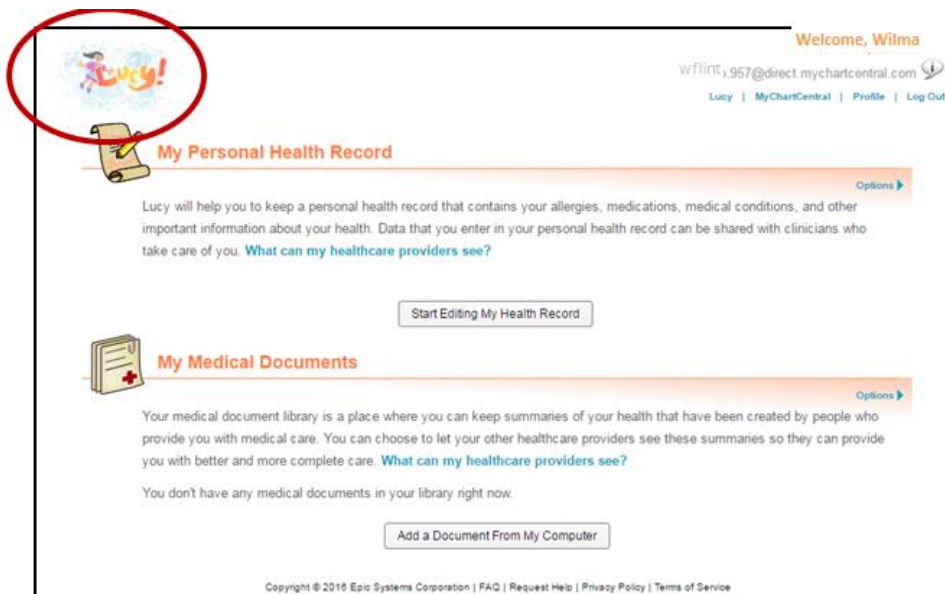 Lucy!
Welcome, Wilma
wflint.957@direct.mychartcentral.com
Lucy | MyChartCentral | Profile | Log Out
My Personal Health Record
Options
Lucy will help you to keep a personal health record that contains your allergies, medications, medical conditions, and other
important information about your health. Data that you enter in your personal health record can be shared with clinicians who
take care of you. What can my healthcare providers see?
Start Editing My Health Record
My Medical Documents
Options
Your medical document library is a place where you can keep summaries of your health that have been created by people who
provide you with medical care. You can choose to let your other healthcare providers see these summaries so they can provide
you with better and more complete care. What can my healthcare providers see?
You don't have any medical documents in your library right now.
Add a Document From My Computer
Copyright © 2016 Epic Systems Corporation | FAQ | Request Help | Privacy Policy | Terms of Service